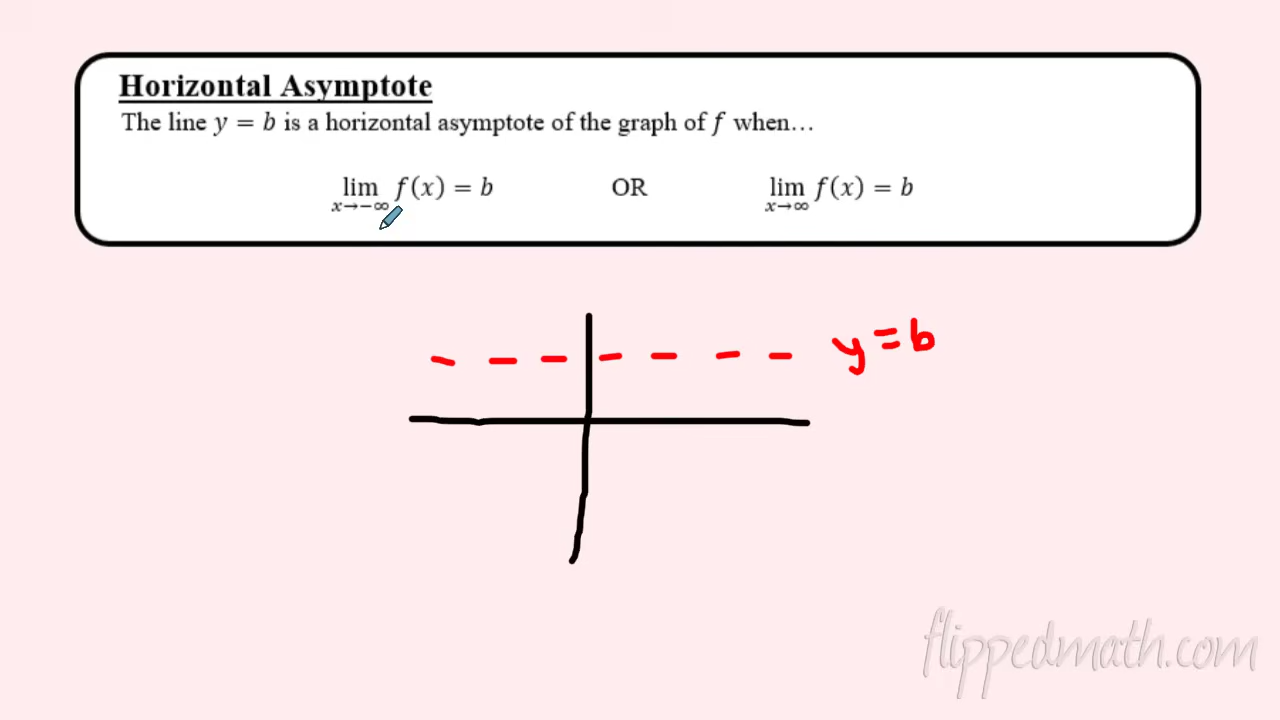 Horizontal Asymptote
The line y = b is a horizontal asymptote of the graph of f when…
lim f(x) = b OR lim f(x) = b
x→−∞ x→∞
y = b
flippedmath.com